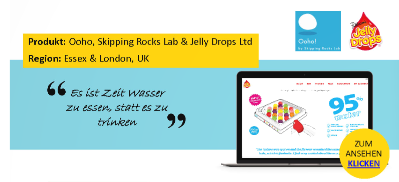 Ooho!
by Skipping Rocks Lab
Jelly
Drops
Produkt: Ooho, Skipping Rocks Lab & Jelly Drops Ltd
Region: Essex & London, UK
“ Es ist Zeit Wasser
zu essen, statt es zu
trinken ”
95%
ZUM
ANSEHEN
KLICKEN